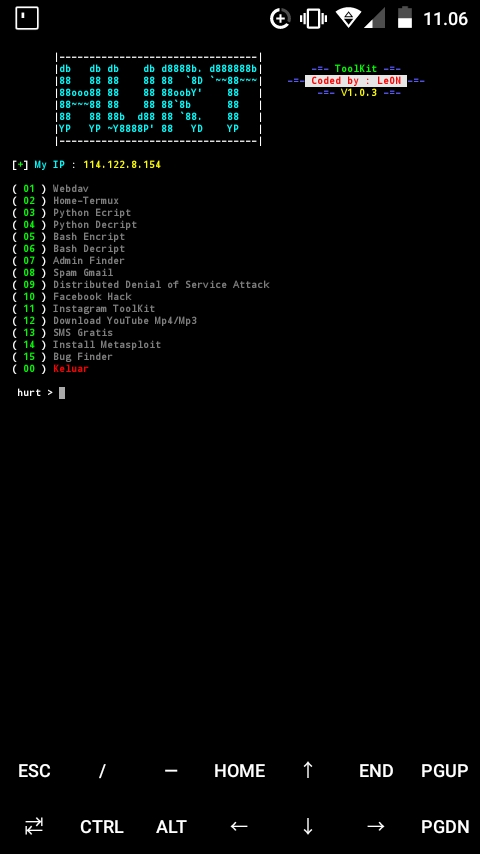 11.06
|---------------------------------|
|db   db db    db d8888b. d888888b|
|88   88 88    88 88  `8D `~~88~~~|
|88ooo88 88    88 88oobY'    88   |
|88~~~88 88    88 88`8b      88   |
|88   88 88b  d88 88 `88.    88   |
|YP   YP ~Y8888P' 88   YD    YP   |
|---------------------------------|
-=- ToolKit -=-
-=- Coded by : Le0N -=-
-=- V1.0.3 -=-
[+] My IP : 114.122.8.154
( 01 ) Webdav
( 02 ) Home-Termux
( 03 ) Python Ecript
( 04 ) Python Decript
( 05 ) Bash Encript
( 06 ) Bash Decript
( 07 ) Admin Finder
( 08 ) Spam Gmail
( 09 ) Distributed Denial of Service Attack
( 10 ) Facebook Hack
( 11 ) Instagram ToolKit
( 12 ) Download YouTube Mp4/Mp3
( 13 ) SMS Gratis
( 14 ) Install Metasploit
( 15 ) Bug Finder
( 00 ) Keluar
hurt >
ESC / — HOME ↑ END PGUP
⇄ CTRL ALT ← ↓ → PGDN